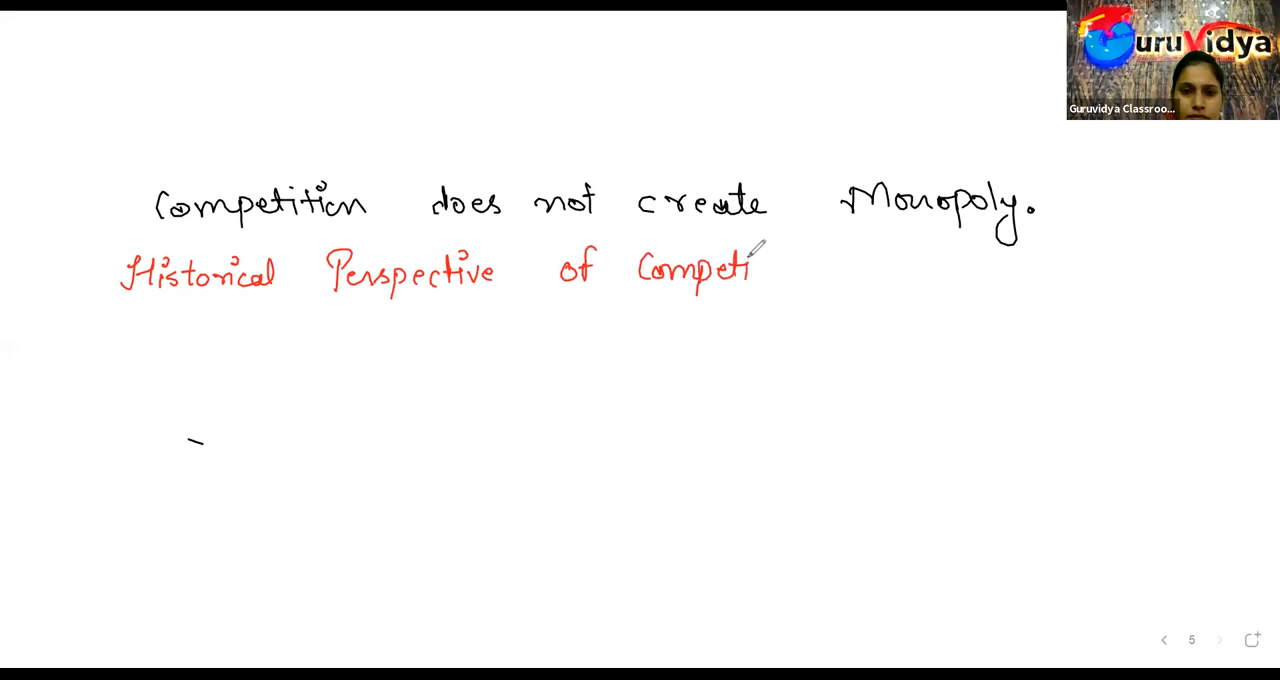 GuruVidya
Guruvidya Classroo...
Competition does not create Monopoly.
Historical Perspective of Competi
5